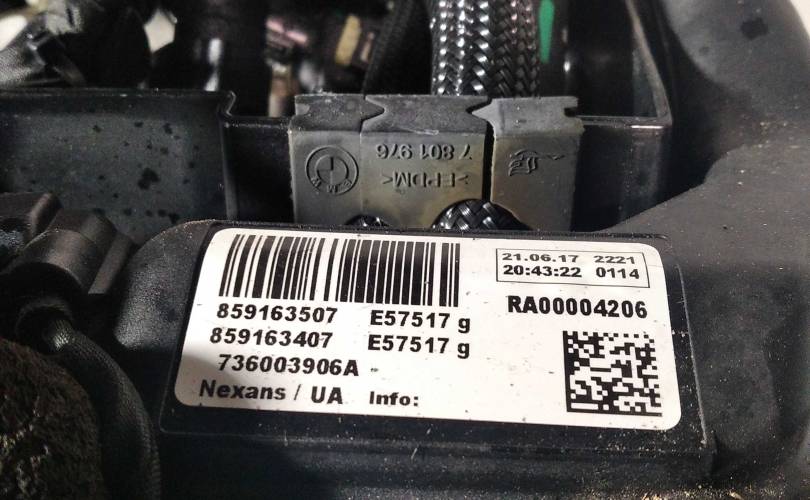 7 801 976
>EPDM<
21.06.17 2221
20:43:22 0114
859163507 E57517 g
RA00004206
859163407 E57517 g
736003906A -
Nexans / UA Info: